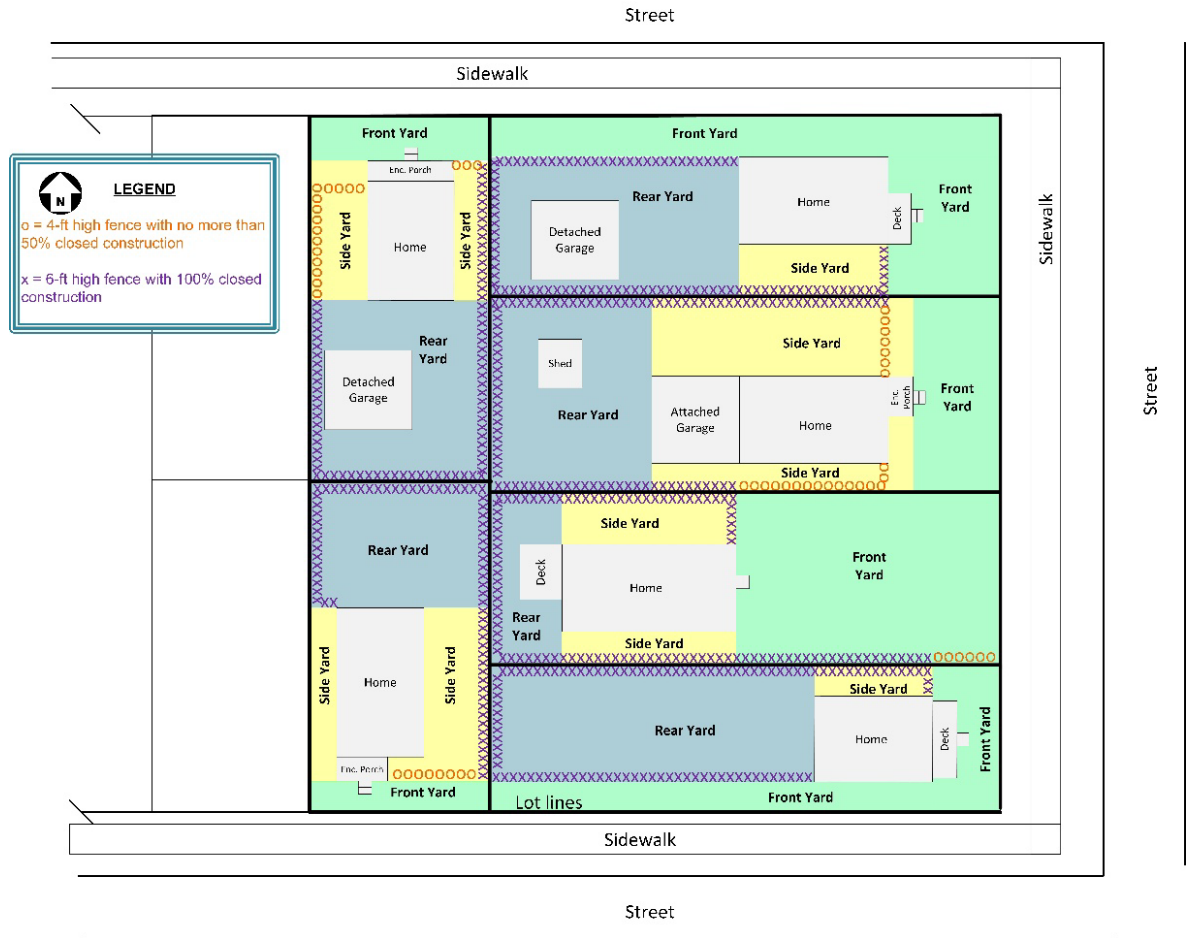 Street
Sidewalk
Front Yard
Front Yard
LEGEND
N
o = 4-ft high fence with no more than
50% closed construction
x = 6-ft high fence with 100% closed
construction
Enc. Porch
Side Yard
Home
Side Yard
Rear Yard
Detached
Garage
Home
Deck
Front
Yard
Side Yard
Sidewalk
Rear
Yard
Detached
Garage
Shed
Rear Yard
Side Yard
Attached
Garage
Home
Enc.
Porch
Front
Yard
Side Yard
Street
Rear Yard
Side Yard
Home
Side Yard
Enc. Porch
Front Yard
Side Yard
Deck
Home
Rear
Yard
Side Yard
Front
Yard
Side Yard
Rear Yard
Home
Deck
Front Yard
Front Yard
Lot lines
Sidewalk
Street